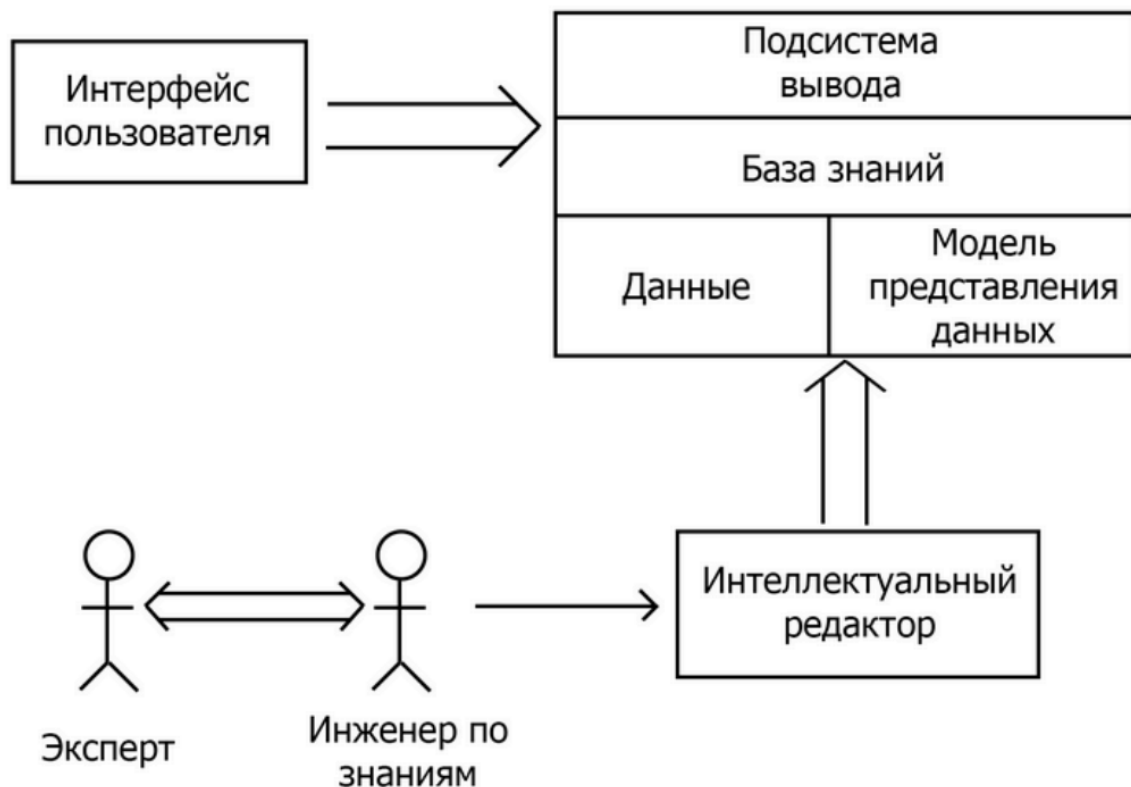 Интерфейс
пользователя
Подсистема
вывода
База знаний
Данные
Модель
представления
данных
Интеллектуальный
редактор
Эксперт
Инженер по
знаниям